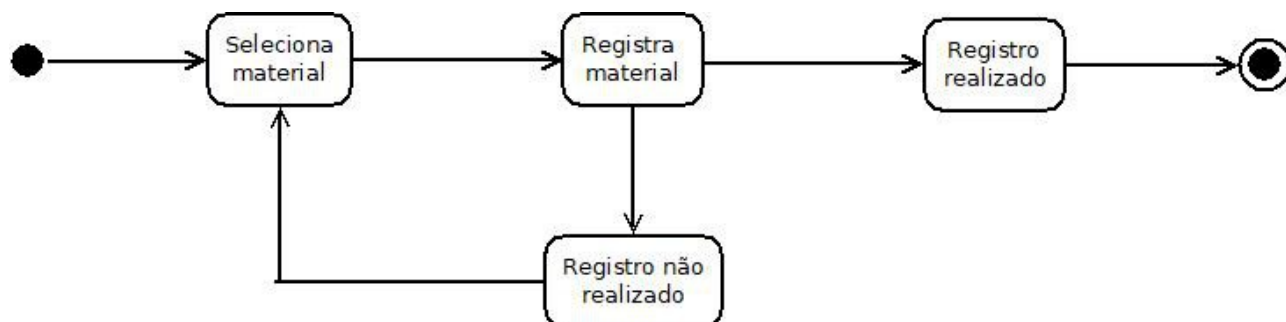 Seleciona
material
Registra
material
Registro
realizado
Registro não
realizado